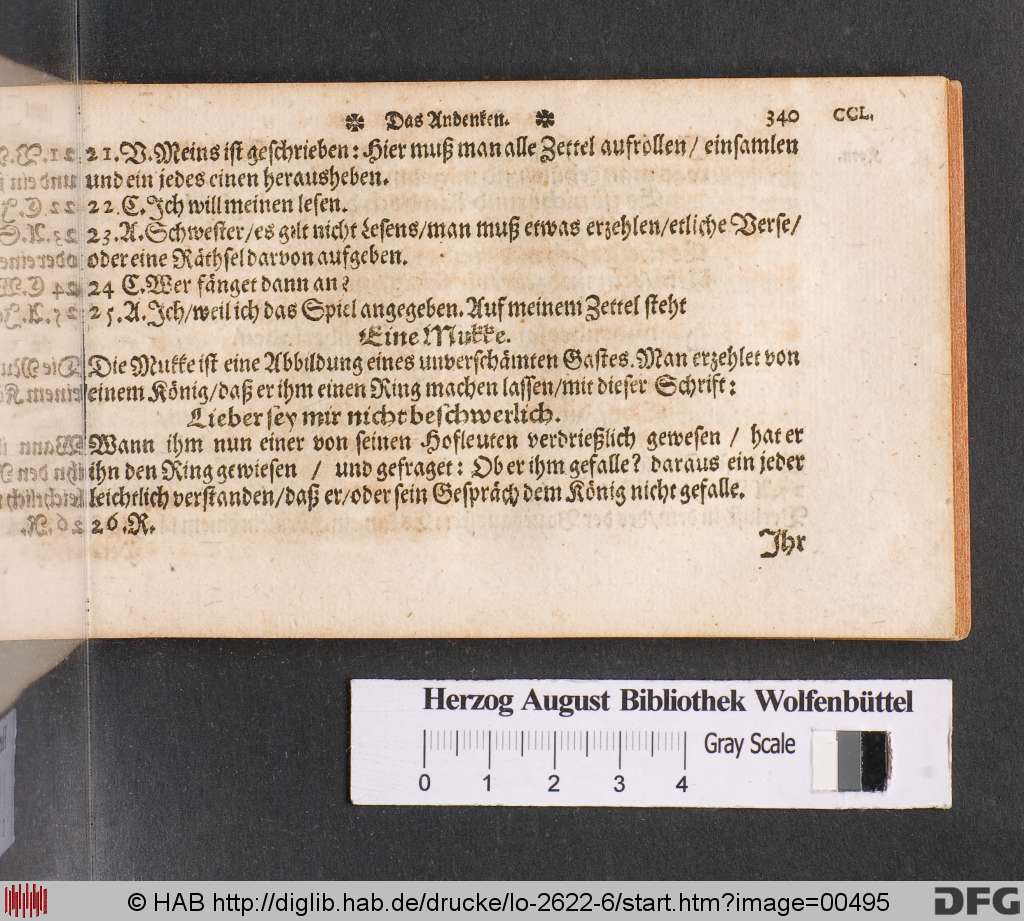 ✼ Das Andenken. ✼ 340 CCL.
21. V. Meins ist geschrieben: Hier muß man alle Zettel aufrollen / einsamlen
und ein jedes einen herausheben.
22. C. Ich will meinen lesen.
23. A. Schwester/es gilt nicht Lesens/man muß etwas erzehlen/etliche Verse/
oder eine Räthsel darvon aufgeben.
24 C. Wer fänget dann an?
25. A. Ich/weil ich das Spiel angegeben. Auf meinem Zettel steht
Eine Mukke.
Die Mukke ist eine Abbildung eines unverschämten Gastes. Man erzehlet von
einem König/daß er ihm einen Ring machen lassen/mit dieser Schrift:
Lieber sey mir nicht beschwerlich.
Wann ihm nun einer von seinen Hofleuten verdrießlich gewesen / hat er
ihn den Ring gewiesen / und gefraget: Ob er ihm gefalle? daraus ein jeder
leichtlich verstanden/daß er/oder sein Gespräch dem König nicht gefalle.
26. R.
Ihr
Herzog August Bibliothek Wolfenbüttel
Gray Scale
0 1 2 3 4
© HAB http://diglib.hab.de/drucke/lo-2622-6/start.htm?image=00495
DFG